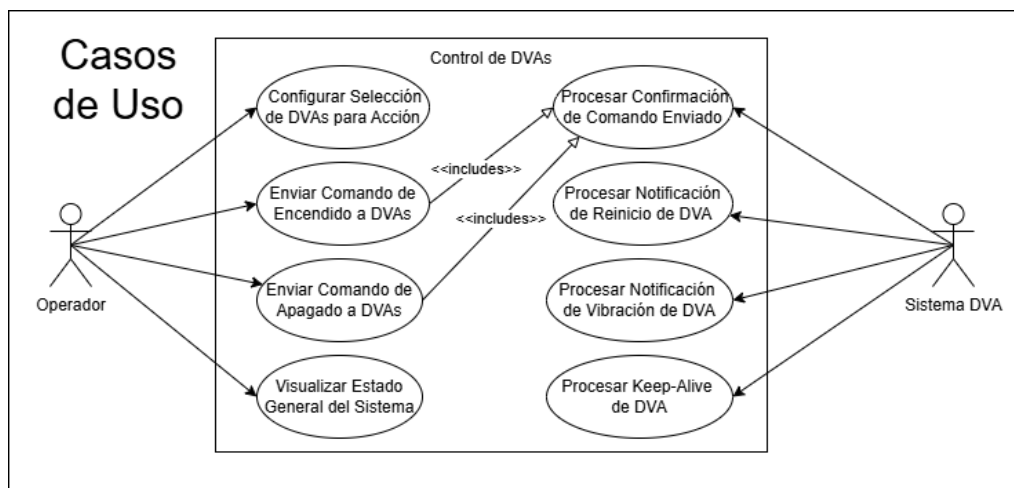 Casos
de Uso
Control de DVAs
Configurar Selección
de DVAs para Acción
Procesar Confirmación
de Comando Enviado
<<includes>>
Enviar Comando de
Encendido a DVAs
Procesar Notificación
de Reinicio de DVA
<<includes>>
Operador
Enviar Comando de
Apagado a DVAs
Procesar Notificación
de Vibración de DVA
Sistema DVA
Visualizar Estado
General del Sistema
Procesar Keep-Alive
de DVA